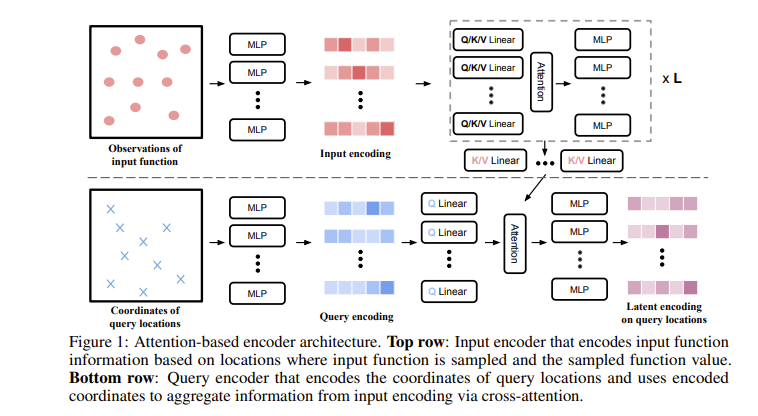 MLP
MLP
MLP
Observations of
input function
Input encoding
Q/K/V Linear
Q/K/V Linear
Q/K/V Linear
Attention
MLP
MLP
MLP
x L
K/V Linear
K/V Linear
MLP
MLP
MLP
Coordinates of
query locations
Query encoding
Q Linear
Q Linear
Q Linear
Attention
MLP
MLP
MLP
Latent encoding
on query locations
Figure 1: Attention-based encoder architecture. Top row: Input encoder that encodes input function
information based on locations where input function is sampled and the sampled function value.
Bottom row: Query encoder that encodes the coordinates of query locations and uses encoded
coordinates to aggregate information from input encoding via cross-attention.